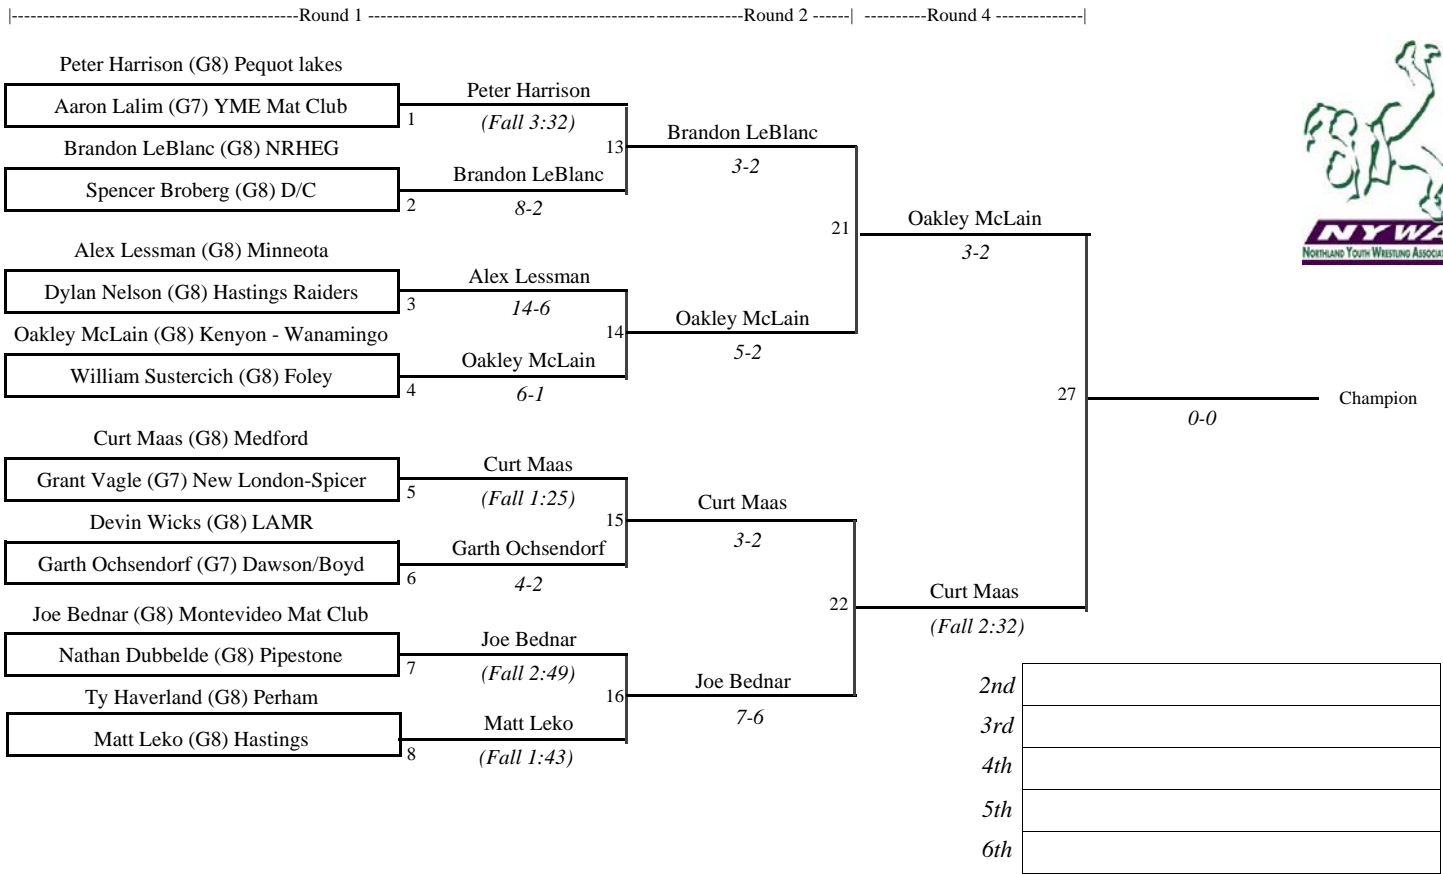 |----------------------------------------------Round 1 ------------------------------------------------------------Round 2 ------| ----------Round 4 --------------|
Peter Harrison (G8) Pequot lakes
Aaron Lalim (G7) YME Mat Club
1
Peter Harrison
(Fall 3:32)
Brandon LeBlanc (G8) NRHEG
Spencer Broberg (G8) D/C
2
Brandon LeBlanc
8-2
13
Brandon LeBlanc
3-2
Alex Lessman (G8) Minneota
Dylan Nelson (G8) Hastings Raiders
3
Alex Lessman
14-6
Oakley McLain (G8) Kenyon - Wanamingo
William Sustercich (G8) Foley
4
Oakley McLain
6-1
14
Oakley McLain
5-2
21
Oakley McLain
3-2
Curt Maas (G8) Medford
Grant Vagle (G7) New London-Spicer
5
Curt Maas
(Fall 1:25)
Devin Wicks (G8) LAMR
Garth Ochsendorf (G7) Dawson/Boyd
6
Garth Ochsendorf
4-2
15
Curt Maas
3-2
Joe Bednar (G8) Montevideo Mat Club
Nathan Dubbelde (G8) Pipestone
7
Joe Bednar
(Fall 2:49)
Ty Haverland (G8) Perham
Matt Leko (G8) Hastings
8
Matt Leko
(Fall 1:43)
16
Joe Bednar
7-6
22
Curt Maas
(Fall 2:32)
27
0-0
Champion
NYWA
NORTHLAND YOUTH WRESTLING
2nd
3rd
4th
5th
6th